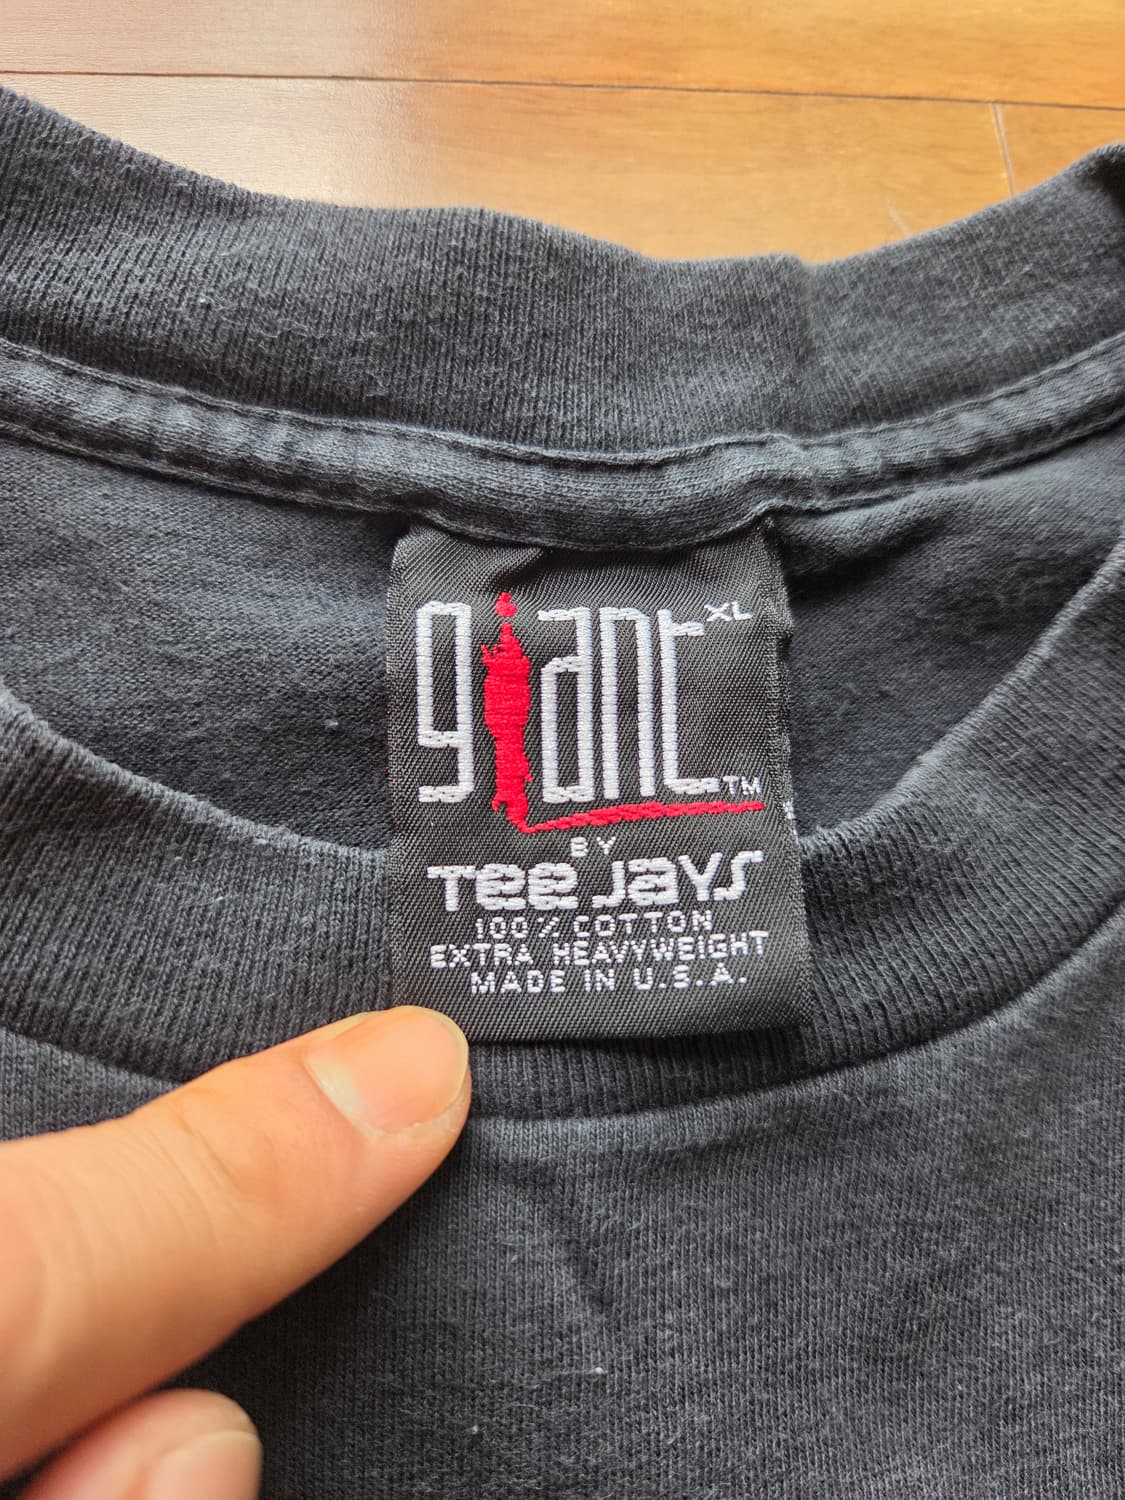 giant XL
TM
BY
Tee Jays
100% COTTON
EXTRA HEAVYWEIGHT
MADE IN U.S.A.